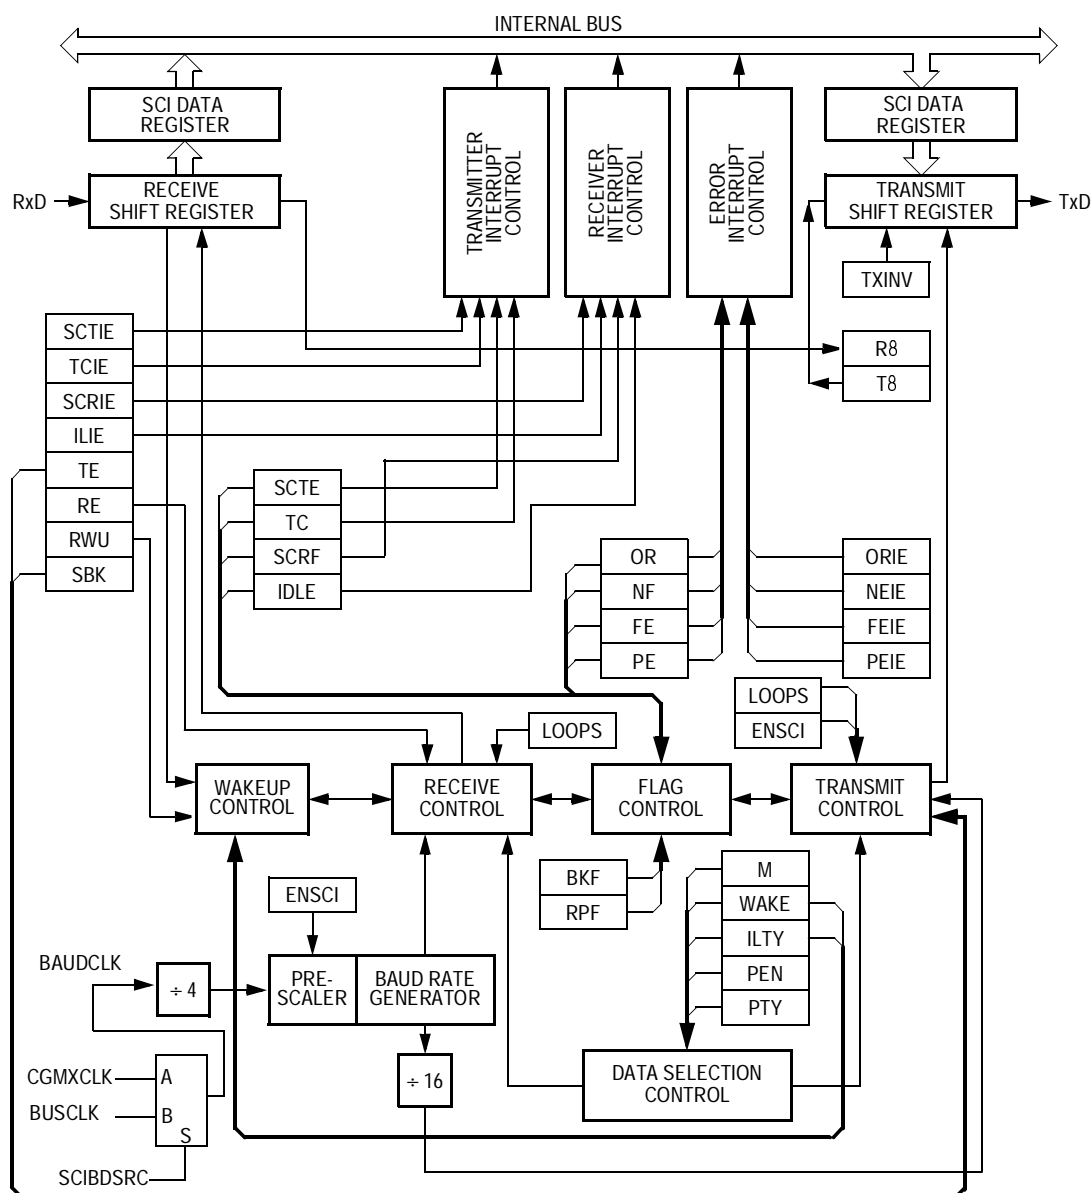 INTERNAL BUS
SCI DATA
REGISTER
SCI DATA
REGISTER
TRANSMITTER
INTERRUPT
CONTROL
RECEIVER
INTERRUPT
CONTROL
ERROR
INTERRUPT
CONTROL
RxD
RECEIVE
SHIFT REGISTER
TRANSMIT
SHIFT REGISTER
TxD
TXINV
SCTIE
TCIE
SCRIE
ILIE
TE
RE
RWU
SBK
R8
T8
SCTE
TC
SCRF
IDLE
OR
NF
FE
PE
ORIE
NEIE
FEIE
PEIE
LOOPS
LOOPS
ENSCI
WAKEUP
CONTROL
RECEIVE
CONTROL
FLAG
CONTROL
TRANSMIT
CONTROL
BKF
RPF
M
WAKE
ILTY
PEN
PTY
ENSCI
BAUDCLK
÷ 4
PRE-
SCALER
BAUD RATE
GENERATOR
÷ 16
DATA SELECTION
CONTROL
CGMXCLK
A
BUSCLK
B
S
SCIBDSRC